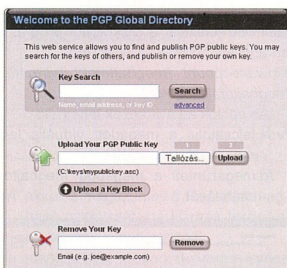 Welcome to the PGP Global Directory
This web service allows you to find and publish PGP public keys. You may
search for the keys of others, and publish or remove your own key.
Key Search
Search
Name, email address, or key ID
advanced
Upload Your PGP Public Key
1
2
Tallózás...
Upload
(C:\keys\mypublickey.asc)
Upload a Key Block
Remove Your Key
Remove
Email (e.g. joe@example.com)